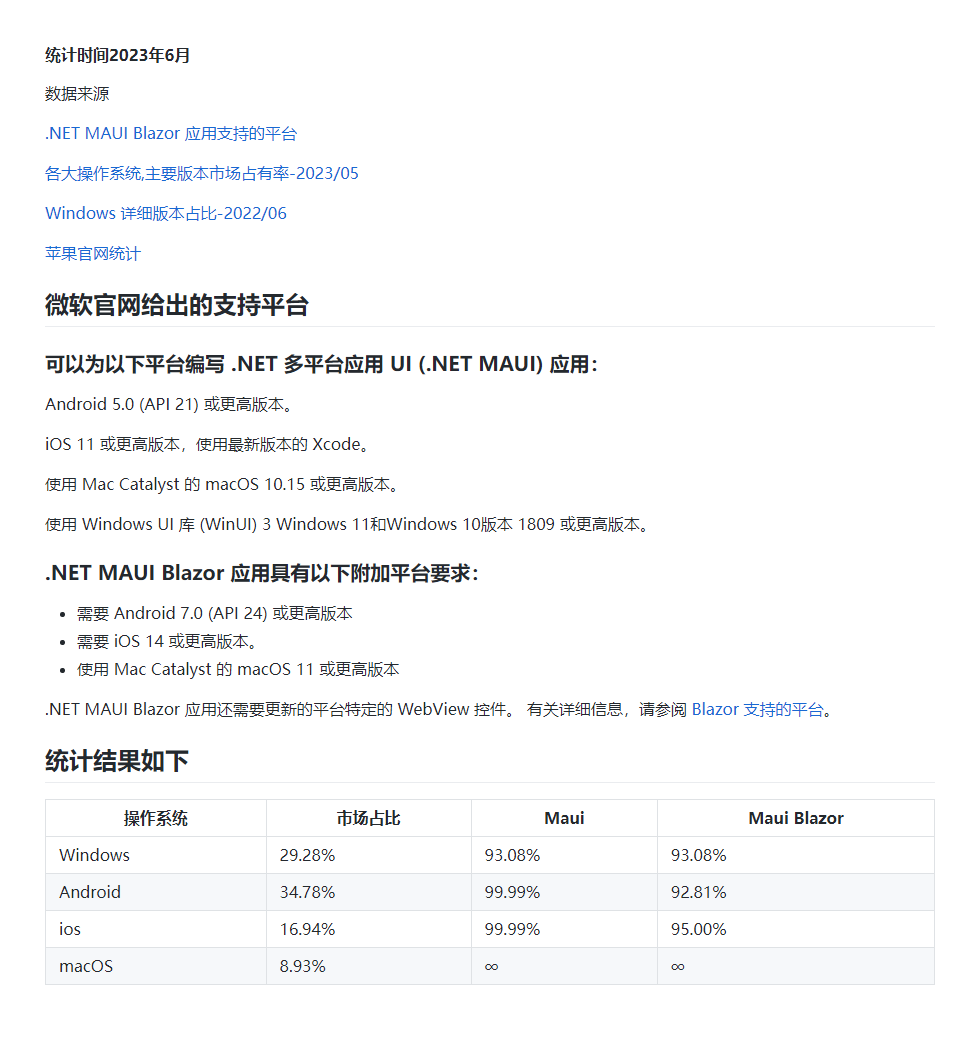 统计时间2023年6月
数据来源
.NET MAUI Blazor 应用支持的平台
各大操作系统,主要版本市场占有率-2023/05
Windows 详细版本占比-2022/06
苹果官网统计
微软官网给出的支持平台
可以为以下平台编写 .NET 多平台应用 UI (.NET MAUI) 应用：
Android 5.0 (API 21) 或更高版本。
iOS 11 或更高版本，使用最新版本的 Xcode。
使用 Mac Catalyst 的 macOS 10.15 或更高版本。
使用 Windows UI 库 (WinUI) 3 Windows 11和Windows 10版本 1809 或更高版本。
.NET MAUI Blazor 应用具有以下附加平台要求：
• 需要 Android 7.0 (API 24) 或更高版本
• 需要 iOS 14 或更高版本。
• 使用 Mac Catalyst 的 macOS 11 或更高版本
.NET MAUI Blazor 应用还需要更新的平台特定的 WebView 控件。 有关详细信息，请参阅 Blazor 支持的平台。
统计结果如下
操作系统 市场占比 Maui Maui Blazor
Windows 29.28% 93.08% 93.08%
Android 34.78% 99.99% 92.81%
ios 16.94% 99.99% 95.00%
macOS 8.93% ∞ ∞